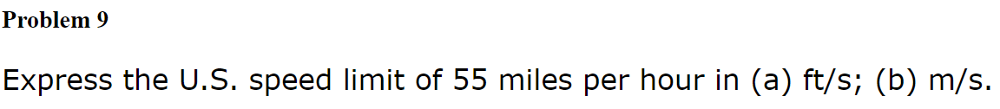 Problem 9
Express the U.S. speed limit of 55 miles per hour in (a) ft/s; (b) m/s.